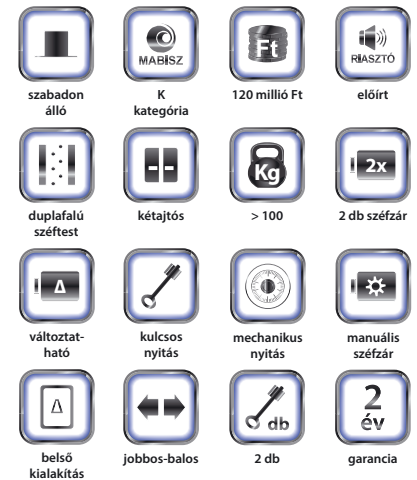 MABISZ
Ft
RIASZTÓ
szabadon
álló
K
kategória
120 millió Ft
előírt
Kg
2x
duplafalú
széftest
kétajtós
> 100
2 db széfzár
Δ
változtat-
ható
kulcsos
nyitás
mechanikus
nyitás
manuális
széfzár
Δ
db
2
év
belső
kialakítás
jobbos-balos
2 db
garancia